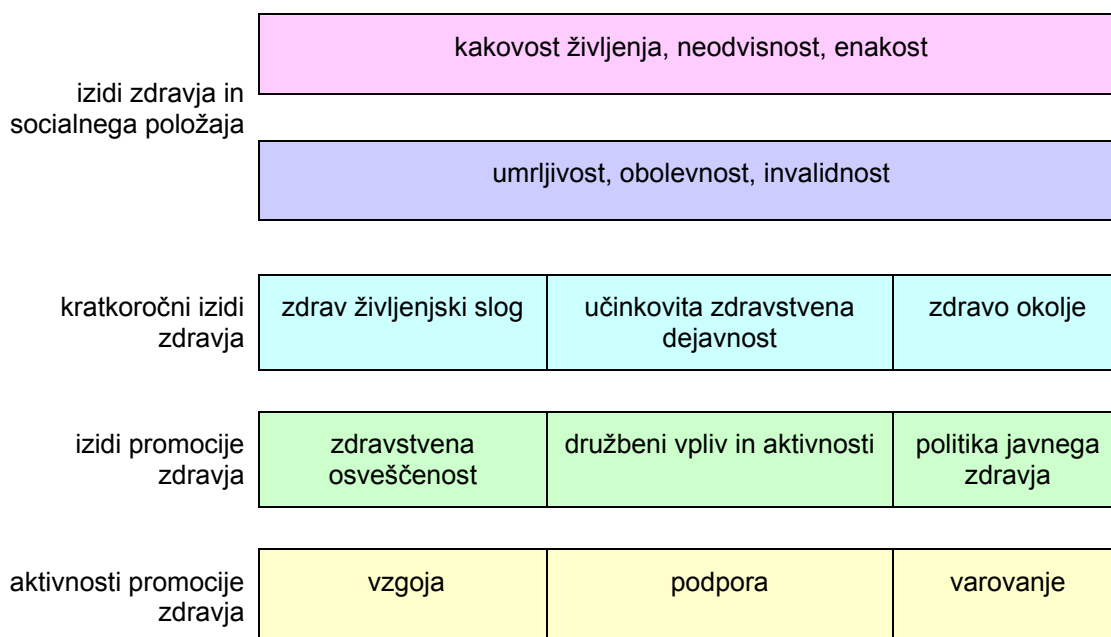 kakovost življenja, neodvisnost, enakost
izidi zdravja in
socialnega položaja
umrljivost, obolevnost, invalidnost
kratkoročni izidi
zdravja
zdrav življenjski slog
učinkovita zdravstvena
dejavnost
zdravo okolje
izidi promocije
zdravja
zdravstvena
osveščenost
družbeni vpliv in aktivnosti
politika javnega
zdravja
aktivnosti promocije
zdravja
vzgoja
podpora
varovanje